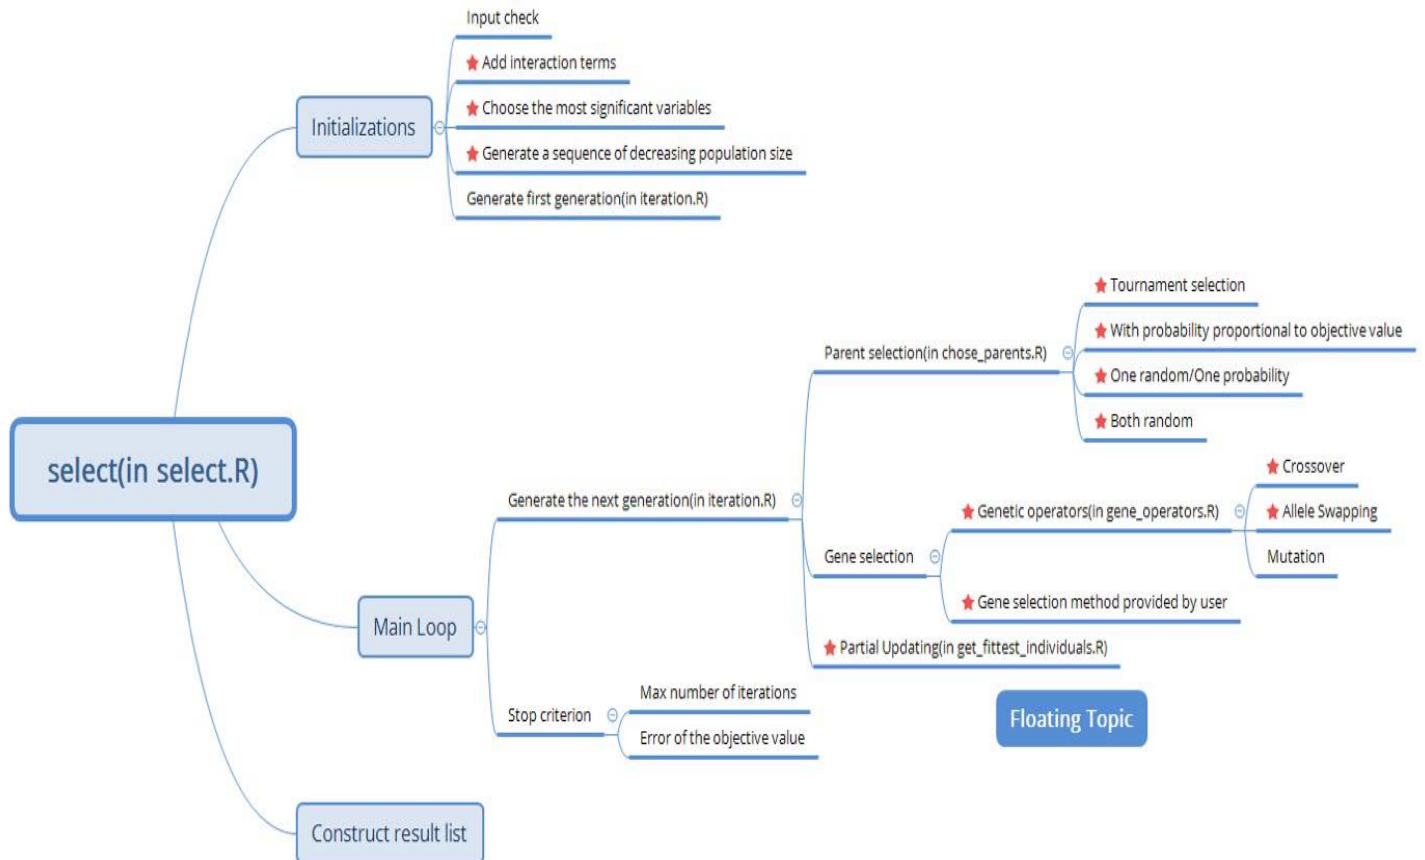 Input check
Add interaction terms
Choose the most significant variables
Generate a sequence of decreasing population size
Generate first generation(in iteration.R)
Initializations
select(in select.R)
Main Loop
Generate the next generation(in iteration.R)
Parent selection(in chose_parents.R)
Tournament selection
With probability proportional to objective value
One random/One probability
Both random
Gene selection
Genetic operators(in gene_operators.R)
Crossover
Allele Swapping
Mutation
Gene selection method provided by user
Partial Updating(in get_fittest_individuals.R)
Stop criterion
Max number of iterations
Error of the objective value
Floating Topic
Construct result list